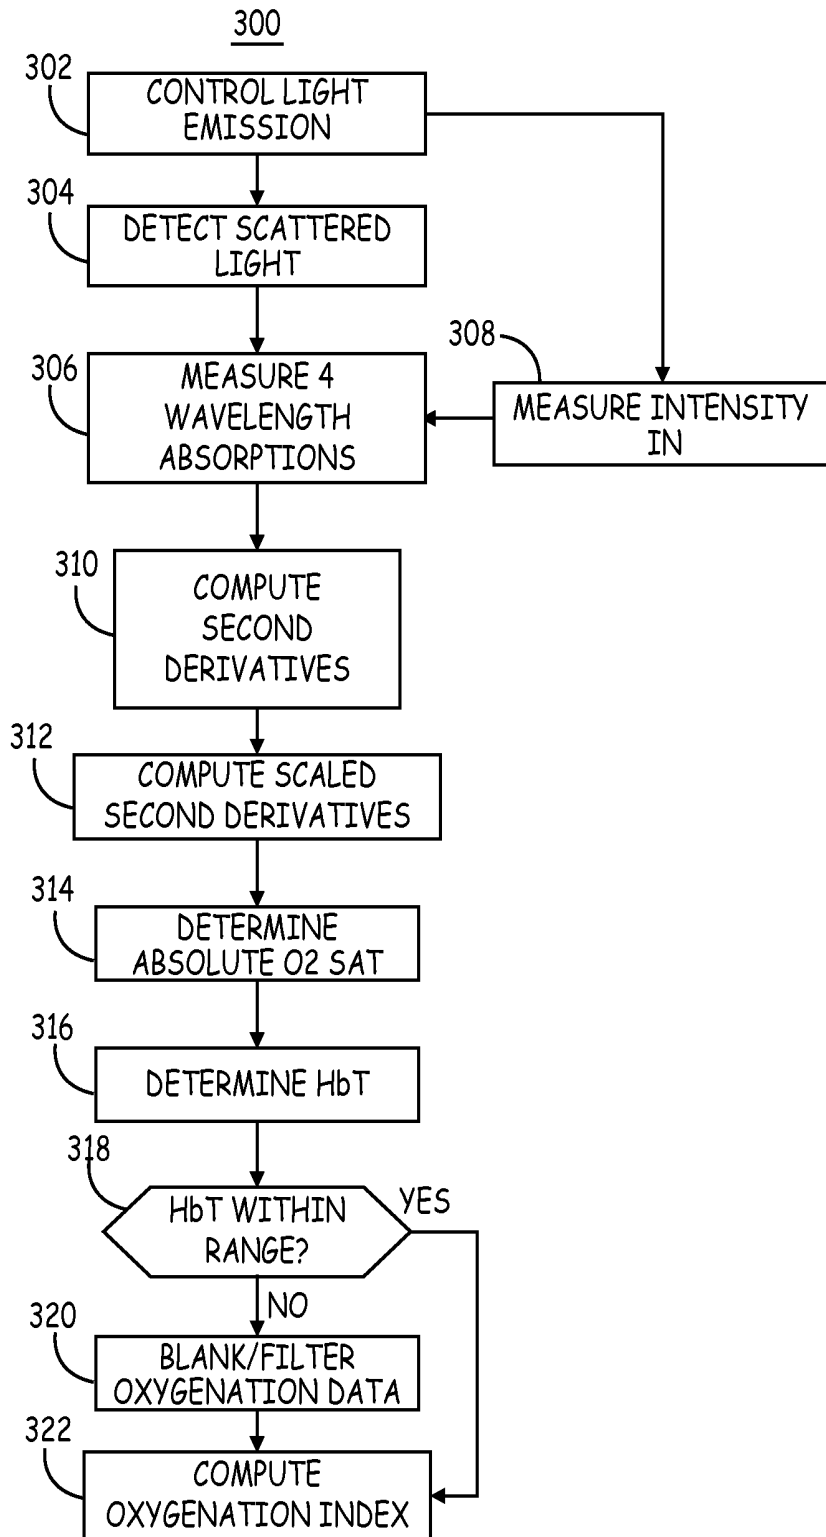 300
302
CONTROL LIGHT
EMISSION
304
DETECT SCATTERED
LIGHT
306
MEASURE 4
WAVELENGTH
ABSORPTIONS
308
MEASURE INTENSITY
IN
310
COMPUTE
SECOND
DERIVATIVES
312
COMPUTE SCALED
SECOND DERIVATIVES
314
DETERMINE
ABSOLUTE O2 SAT
316
DETERMINE HbT
318
HbT WITHIN
RANGE?
YES
NO
320
BLANK/FILTER
OXYGENATION DATA
322
COMPUTE
OXYGENATION INDEX